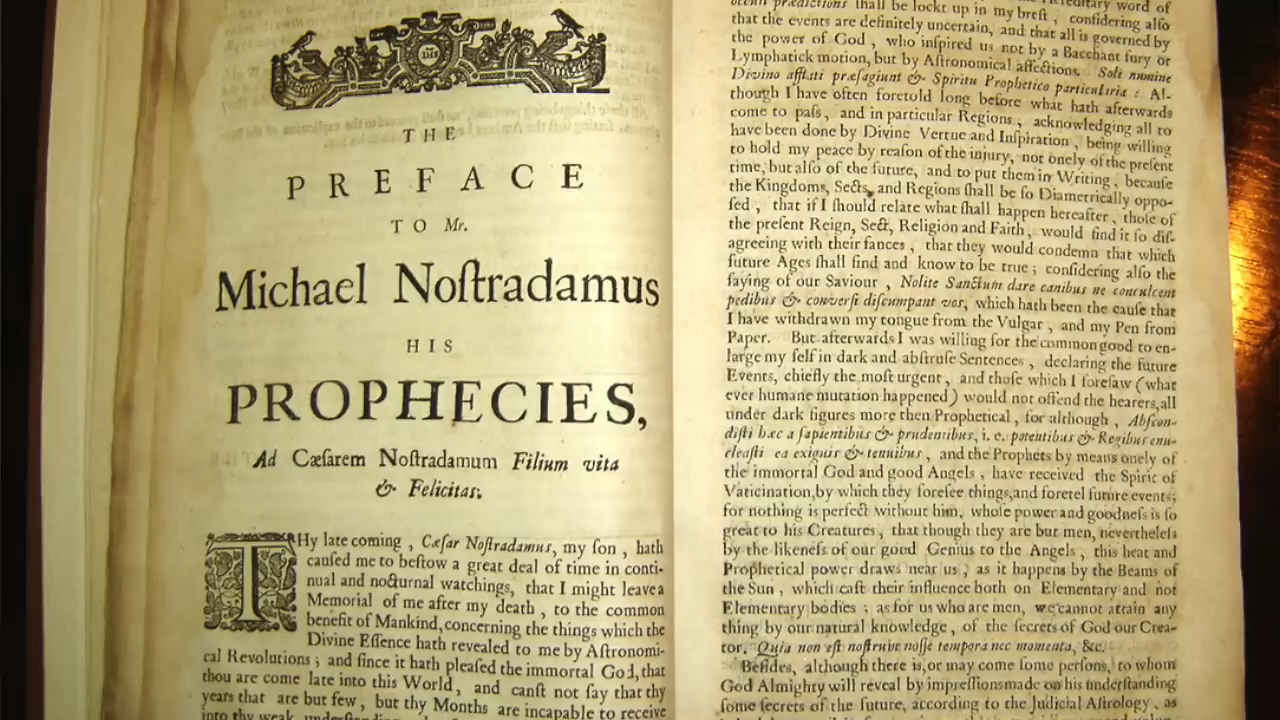 THE
PREFACE
TO Mr.
Michael Noſtradamus
HIS
PROPHECIES,
Ad Cæſarem Noſtradamum Filium vita
& Felicitas.
THy late coming, Cæſar Noſtradamus, my ſon, hath
cauſed me to beſtow a great deal of time in conti-
nual and nocturnal watchings, that I might leave a
Memorial of me after my death, to the common
benefit of Mankind, concerning the things which the
Divine Eſſence hath revealed to me by Aſtronomi-
cal Revolutions; and ſince it hath pleaſed the immortal God, that
thou are come late into this World, and canſt not ſay that thy
years that are but few, but thy Months are incapable to receive
into thy weak underſtanding
Hereditary word of
occult prædictions ſhall be lockt up in my breſt, conſidering alſo
that the events are definitely uncertain, and that all is governed by
the power of God, who inſpired us not by a Bacchant fury or
Lymphatick motion, but by Aſtronomical affections. Soli numine
Divino afflati præſagiunt & Spiritu Prophetico particularia: Al-
though I have often foretold long before what hath afterwards
come to paſs, and in particular Regions, acknowledging all to
have been done by Divine Vertue and Inſpiration, being willing
to hold my peace by reaſon of the injury, not onely of the preſent
time, but alſo of the future, and to put them in Writing, becauſe
the Kingdoms, Sects, and Regions ſhall be ſo Diametrically oppo-
ſed, that if I ſhould relate what ſhall happen hereafter, thoſe of
the preſent Reign, Sect, Religion and Faith, would find it ſo diſ-
agreeing with their fances, that they would condemn that which
future Ages ſhall find and know to be true; conſidering alſo the
ſaying of our Saviour, Nolite Sanctum dare canibus ne conculcent
pedibus & converſi diſcumpant vos, which hath been the cauſe that
I have withdrawn my tongue from the Vulgar, and my Pen from
Paper. But afterwards I was willing for the common good to en-
large my ſelf in dark and abſtruſe Sentences, declaring the future
Events, chiefly the moſt urgent, and thoſe which I foreſaw (what
ever humane mutation happened) would not offend the hearers, all
under dark figures more then Prophetical, for although, Abſcon-
diſti hæc a ſapientibus & prudentibus, i. e. potentibus & Regibus enu-
cleaſti ea exiguis & tenuibus, and the Prophets by means onely of
the immortal God and good Angels, have received the Spirit of
Vaticination, by which they foreſee things, and foretel future events;
for nothing is perfect without him, whoſe power and goodneſs is ſo
great to his Creatures, that though they are but men, nevertheleſs
by the likeneſs of our good Genius to the Angels, this heat and
Prophetical power draws near us, as it happens by the Beams of
the Sun, which caſt their influence both on Elementary and not
Elementary bodies; as for us who are men, we cannot attain any
thing by our natural knowledge, of the ſecrets of God our Crea-
tor. Quia non eſt noſtrum noſſe tempora nec momenta, &c.
Beſides, although there is, or may come ſome perſons, to whom
God Almighty will reveal by impreſſions made on his underſtanding
ſome ſecrets of the future, according to the Judicial Aſtrology, as